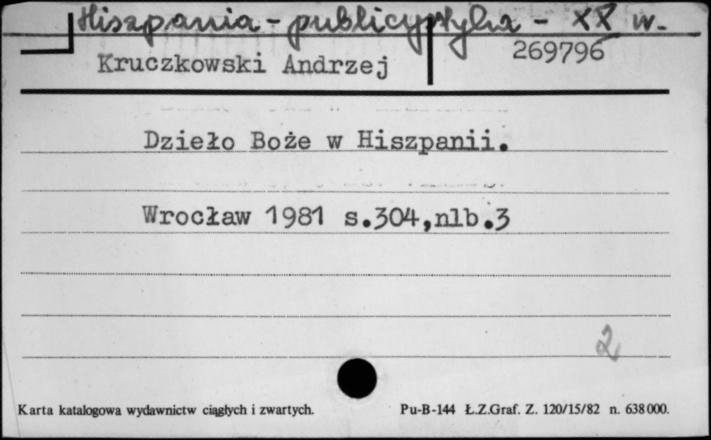 Hiszpania - publicystyka - XX w.
Kruczkowski Andrzej
269796
Dzieło Boże w Hiszpanii.
Wrocław 1981 s.304,nlb.3
2
Karta katalogowa wydawnictw ciągłych i zwartych.
Pu-B-144 Ł.Z.Graf. Z. 120/15/82 n. 638000.